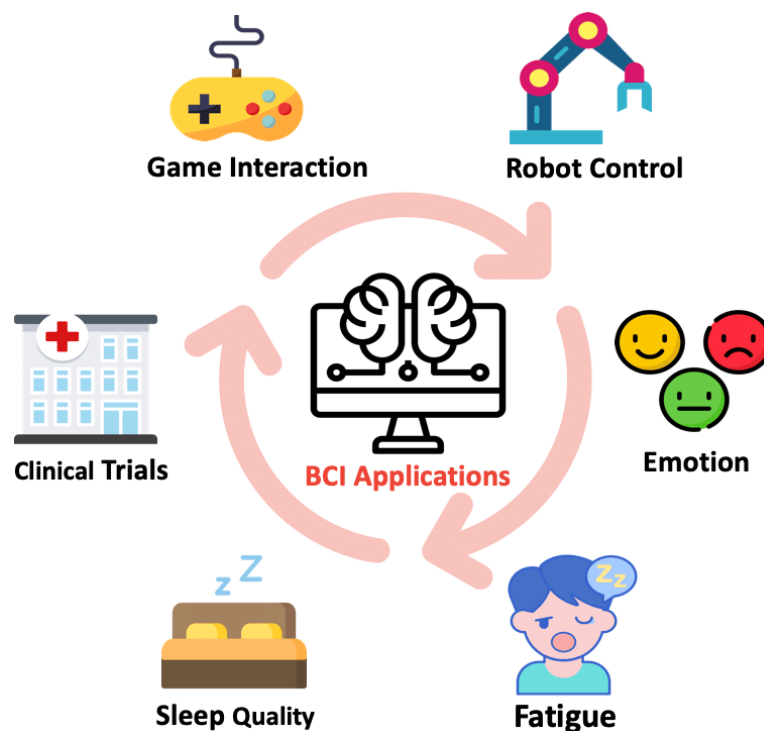 Game Interaction
Robot Control
Clinical Trials
BCI Applications
Emotion
z Z
Sleep Quality
Z z
Fatigue